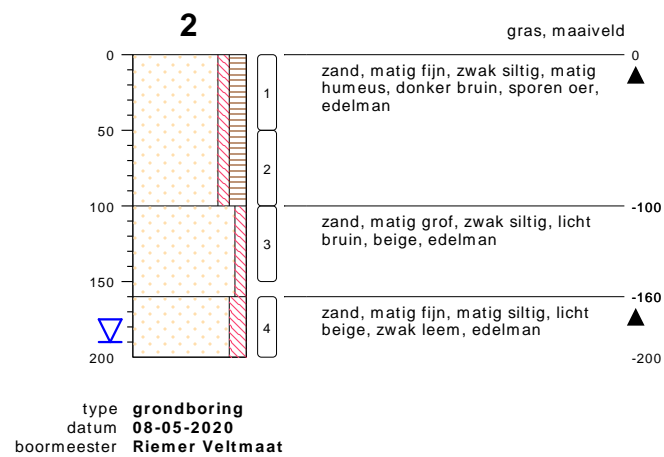 2
gras, maaiveld
0
50
100
150
200
1
2
3
4
0
zand, matig fijn, zwak siltig, matig
humeus, donker bruin, sporen oer,
edelman
-100
zand, matig grof, zwak siltig, licht
bruin, beige, edelman
-160
zand, matig fijn, matig siltig, licht
beige, zwak leem, edelman
-200
type grondboring
datum 08-05-2020
boormeester Riemer Veltmaat